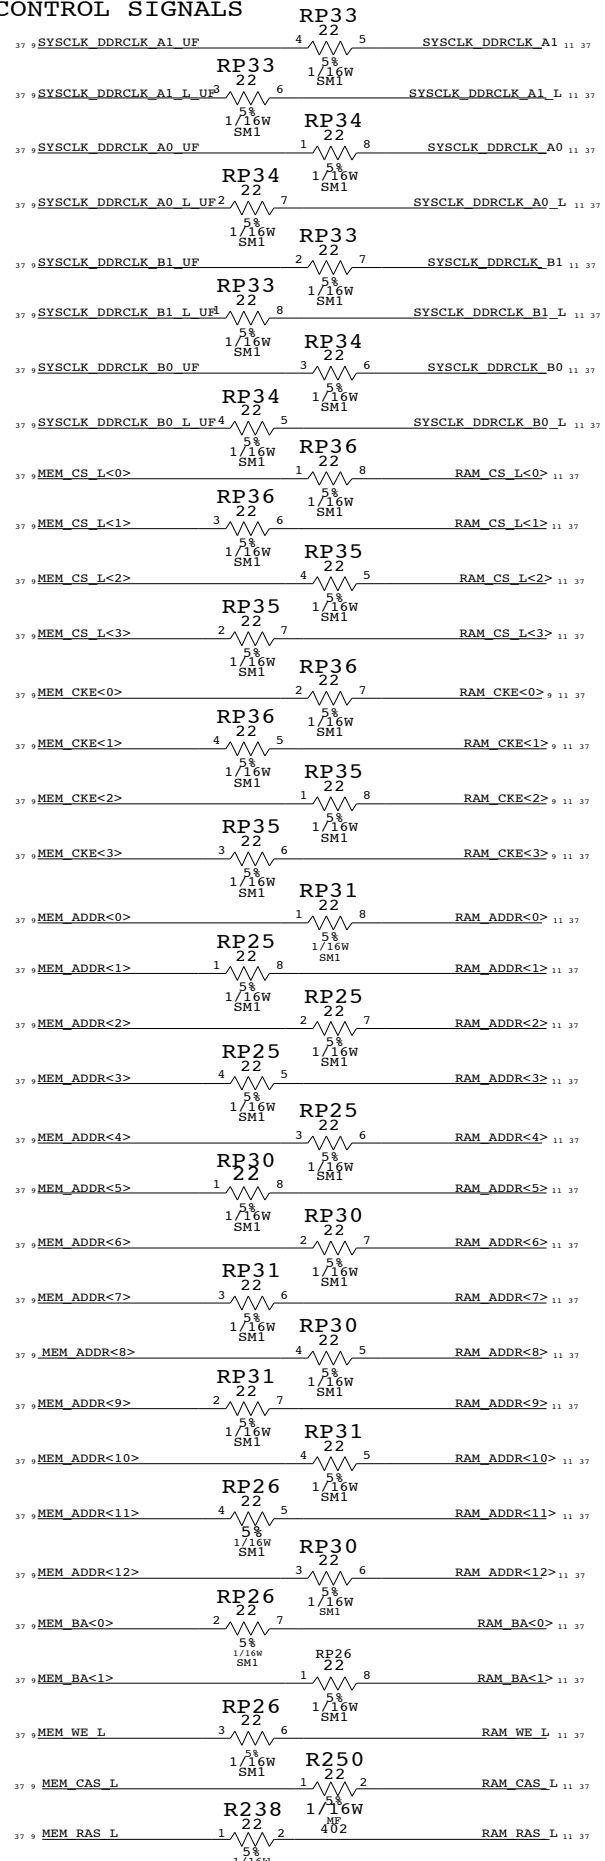 CONTROL SIGNALS
RP33
22
37 9 SYSCLK_DDRCLK_A1_UF 4 5 SYSCLK_DDRCLK_A1 11 37
5%
1/16W
SM1
RP33
22
37 9 SYSCLK_DDRCLK_A1_L_UF 3 6 SYSCLK_DDRCLK_A1_L 11 37
5%
1/16W
SM1
RP34
22
37 9 SYSCLK_DDRCLK_A0_UF 1 8 SYSCLK_DDRCLK_A0 11 37
5%
1/16W
SM1
RP34
22
37 9 SYSCLK_DDRCLK_A0_L_UF 2 7 SYSCLK_DDRCLK_A0_L 11 37
5%
1/16W
SM1
RP33
22
37 9 SYSCLK_DDRCLK_B1_UF 2 7 SYSCLK_DDRCLK_B1 11 37
5%
1/16W
SM1
RP33
22
37 9 SYSCLK_DDRCLK_B1_L_UF 1 8 SYSCLK_DDRCLK_B1_L 11 37
5%
1/16W
SM1
RP34
22
37 9 SYSCLK_DDRCLK_B0_UF 3 6 SYSCLK_DDRCLK_B0 11 37
5%
1/16W
SM1
RP34
22
37 9 SYSCLK_DDRCLK_B0_L_UF 4 5 SYSCLK_DDRCLK_B0_L 11 37
5%
1/16W
SM1
RP36
22
37 9 MEM_CS_L<0> 1 8 RAM_CS_L<0> 11 37
5%
1/16W
SM1
RP36
22
37 9 MEM_CS_L<1> 3 6 RAM_CS_L<1> 11 37
5%
1/16W
SM1
RP35
22
37 9 MEM_CS_L<2> 4 5 RAM_CS_L<2> 11 37
5%
1/16W
SM1
RP35
22
37 9 MEM_CS_L<3> 2 7 RAM_CS_L<3> 11 37
5%
1/16W
SM1
RP36
22
37 9 MEM_CKE<0> 2 7 RAM_CKE<0> 9 11 37
5%
1/16W
SM1
RP36
22
37 9 MEM_CKE<1> 4 5 RAM_CKE<1> 9 11 37
5%
1/16W
SM1
RP35
22
37 9 MEM_CKE<2> 1 8 RAM_CKE<2> 9 11 37
5%
1/16W
SM1
RP35
22
37 9 MEM_CKE<3> 3 6 RAM_CKE<3> 9 11 37
5%
1/16W
SM1
RP31
22
37 9 MEM_ADDR<0> 1 8 RAM_ADDR<0> 11 37
5%
1/16W
SM1
RP25
22
37 9 MEM_ADDR<1> 1 8 RAM_ADDR<1> 11 37
5%
1/16W
SM1
RP25
22
37 9 MEM_ADDR<2> 2 7 RAM_ADDR<2> 11 37
5%
1/16W
SM1
RP25
22
37 9 MEM_ADDR<3> 4 5 RAM_ADDR<3> 11 37
5%
1/16W
SM1
RP25
22
37 9 MEM_ADDR<4> 3 6 RAM_ADDR<4> 11 37
5%
1/16W
SM1
RP30
22
37 9 MEM_ADDR<5> 1 8 RAM_ADDR<5> 11 37
5%
1/16W
SM1
RP30
22
37 9 MEM_ADDR<6> 2 7 RAM_ADDR<6> 11 37
5%
1/16W
SM1
RP31
22
37 9 MEM_ADDR<7> 3 6 RAM_ADDR<7> 11 37
5%
1/16W
SM1
RP30
22
37 9 MEM_ADDR<8> 4 5 RAM_ADDR<8> 11 37
5%
1/16W
SM1
RP31
22
37 9 MEM_ADDR<9> 2 7 RAM_ADDR<9> 11 37
5%
1/16W
SM1
RP31
22
37 9 MEM_ADDR<10> 4 5 RAM_ADDR<10> 11 37
5%
1/16W
SM1
RP26
22
37 9 MEM_ADDR<11> 4 5 RAM_ADDR<11> 11 37
5%
1/16W
SM1
RP30
22
37 9 MEM_ADDR<12> 3 6 RAM_ADDR<12> 11 37
5%
1/16W
SM1
RP26
22
37 9 MEM_BA<0> 2 7 RAM_BA<0> 11 37
5%
1/16W
SM1
RP26
22
37 9 MEM_BA<1> 1 8 RAM_BA<1> 11 37
5%
1/16W
SM1
RP26
22
37 9 MEM_WE_L 3 6 RAM_WE_L 11 37
5%
1/16W
SM1
R250
22
37 9 MEM_CAS_L 1 2 RAM_CAS_L 11 37
5%
1/16W
MF
402
R238
22
37 9 MEM_RAS_L 1 2 RAM_RAS_L 11 37
5%
1/16W